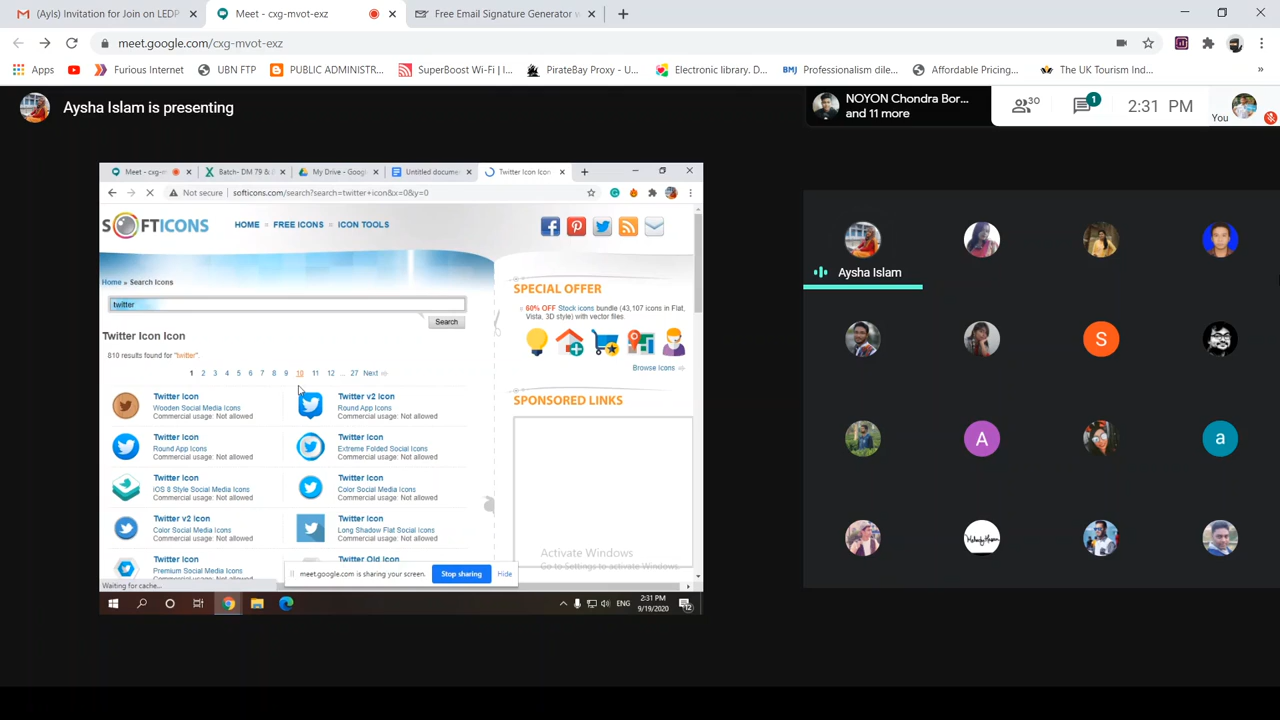 (Ayls) Invitation for Join on LEDP
Meet - cxg-mvot-exz
Free Email Signature Generator w
meet.google.com/cxg-mvot-exz
Apps
Furious Internet
UBN FTP
PUBLIC ADMINISTR...
SuperBoost Wi-Fi | I...
PirateBay Proxy - U...
Electronic library. D...
BMJ
Professionalism dile...
Affordable Pricing...
The UK Tourism Ind...
»
Aysha Islam is presenting
NOYON Chondra Bor...
and 11 more
30
1
2:31 PM
You
Meet - cxg-m
Batch- DM 79 &
My Drive - Goog
Untitled docume
Twitter Icon Icon
Not secure
softicons.com/search?search=twitter+icon&x=0&y=0
SOFTICONS
HOME
FREE ICONS
ICON TOOLS
Home » Search Icons
twitter
Search
Twitter Icon Icon
810 results found for "twitter".
1 2 3 4 5 6 7 8 9 10 11 12 ... 27 Next
Twitter Icon
Wooden Social Media Icons
Commercial usage: Not allowed
Twitter v2 Icon
Round App Icons
Commercial usage: Not allowed
Twitter Icon
Round App Icons
Commercial usage: Not allowed
Twitter Icon
Extreme Folded Social Icons
Commercial usage: Not allowed
Twitter Icon
iOS 8 Style Social Media Icons
Commercial usage: Not allowed
Twitter Icon
Color Social Media Icons
Commercial usage: Not allowed
Twitter v2 Icon
Color Social Media Icons
Commercial usage: Not allowed
Twitter Icon
Long Shadow Flat Social Icons
Commercial usage: Not allowed
Twitter Icon
Premium Social Media Icons
Twitter Old Icon
SPECIAL OFFER
60% OFF Stock icons bundle (43,107 icons in Flat,
Vista, 3D style) with vector files.
Browse Icons
SPONSORED LINKS
Activate Windows
Go to Settings to activate Windows.
Waiting for cache...
meet.google.com is sharing your screen.
Stop sharing
Hide
ENG
2:31 PM
9/19/2020
12
Aysha Islam
S
A
a